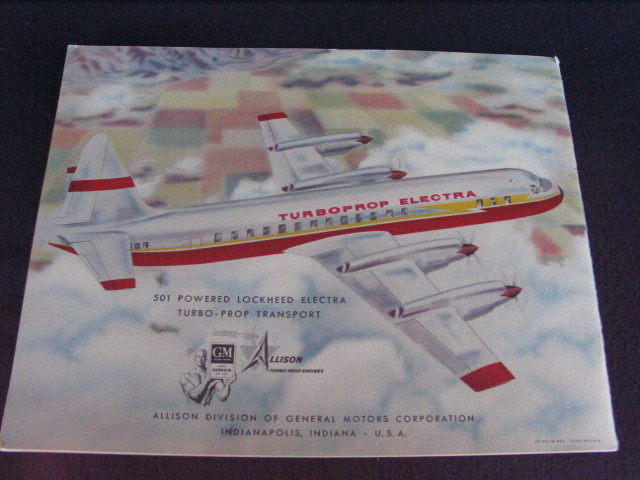 TURBOPROP ELECTRA
501 POWERED LOCKHEED ELECTRA
TURBO-PROP TRANSPORT
GM
POWER
ALLISON
TURBO-PROP ENGINES
ALLISON DIVISION OF GENERAL MOTORS CORPORATION
INDIANAPOLIS, INDIANA - U.S.A.